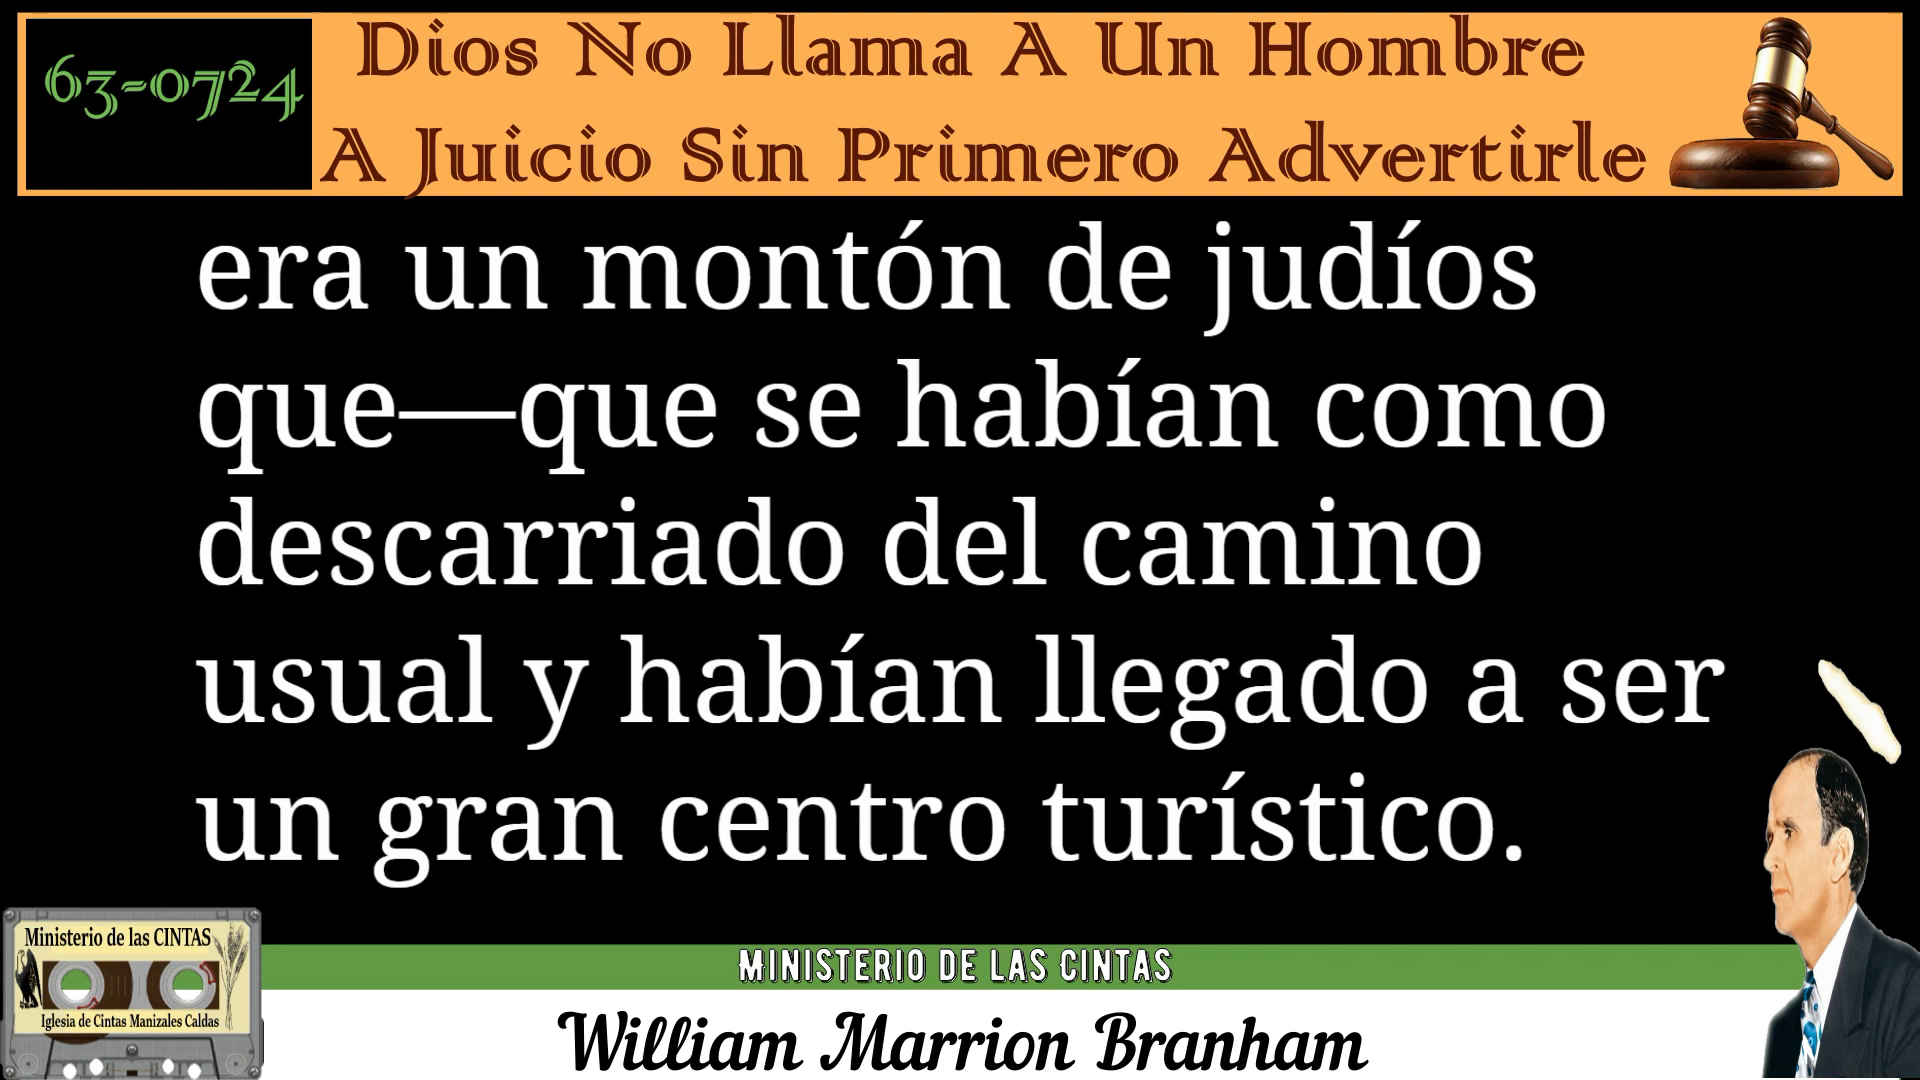 63-0724
Dios No Llama A Un Hombre
A Juicio Sin Primero Advertirle
era un montón de judíos
que—que se habían como
descarriado del camino
usual y habían llegado a ser
un gran centro turístico.
Ministerio de las CINTAS
Iglesia de Cintas Manizales Caldas
MINISTERIO DE LAS CINTAS
William Marrion Branham